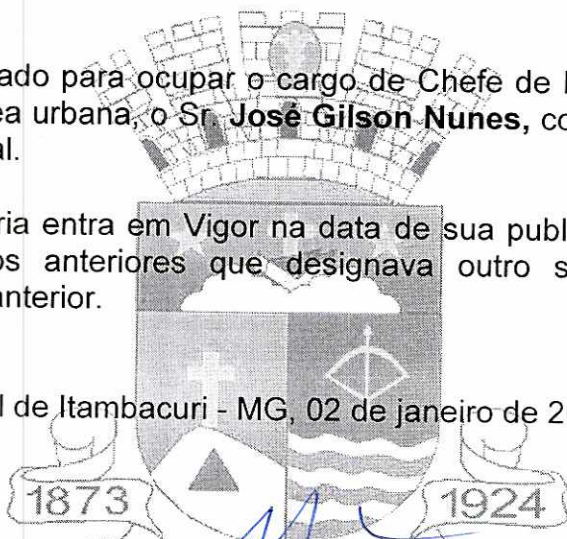 ado para ocupar o cargo de Chefe de
ea urbana, o Sr. José Gilson Nunes, co
al.
ria entra em Vigor na data de sua publ
os anteriores que designava outro s
anterior.
l de Itambacuri - MG, 02 de janeiro de 2
1873 1924